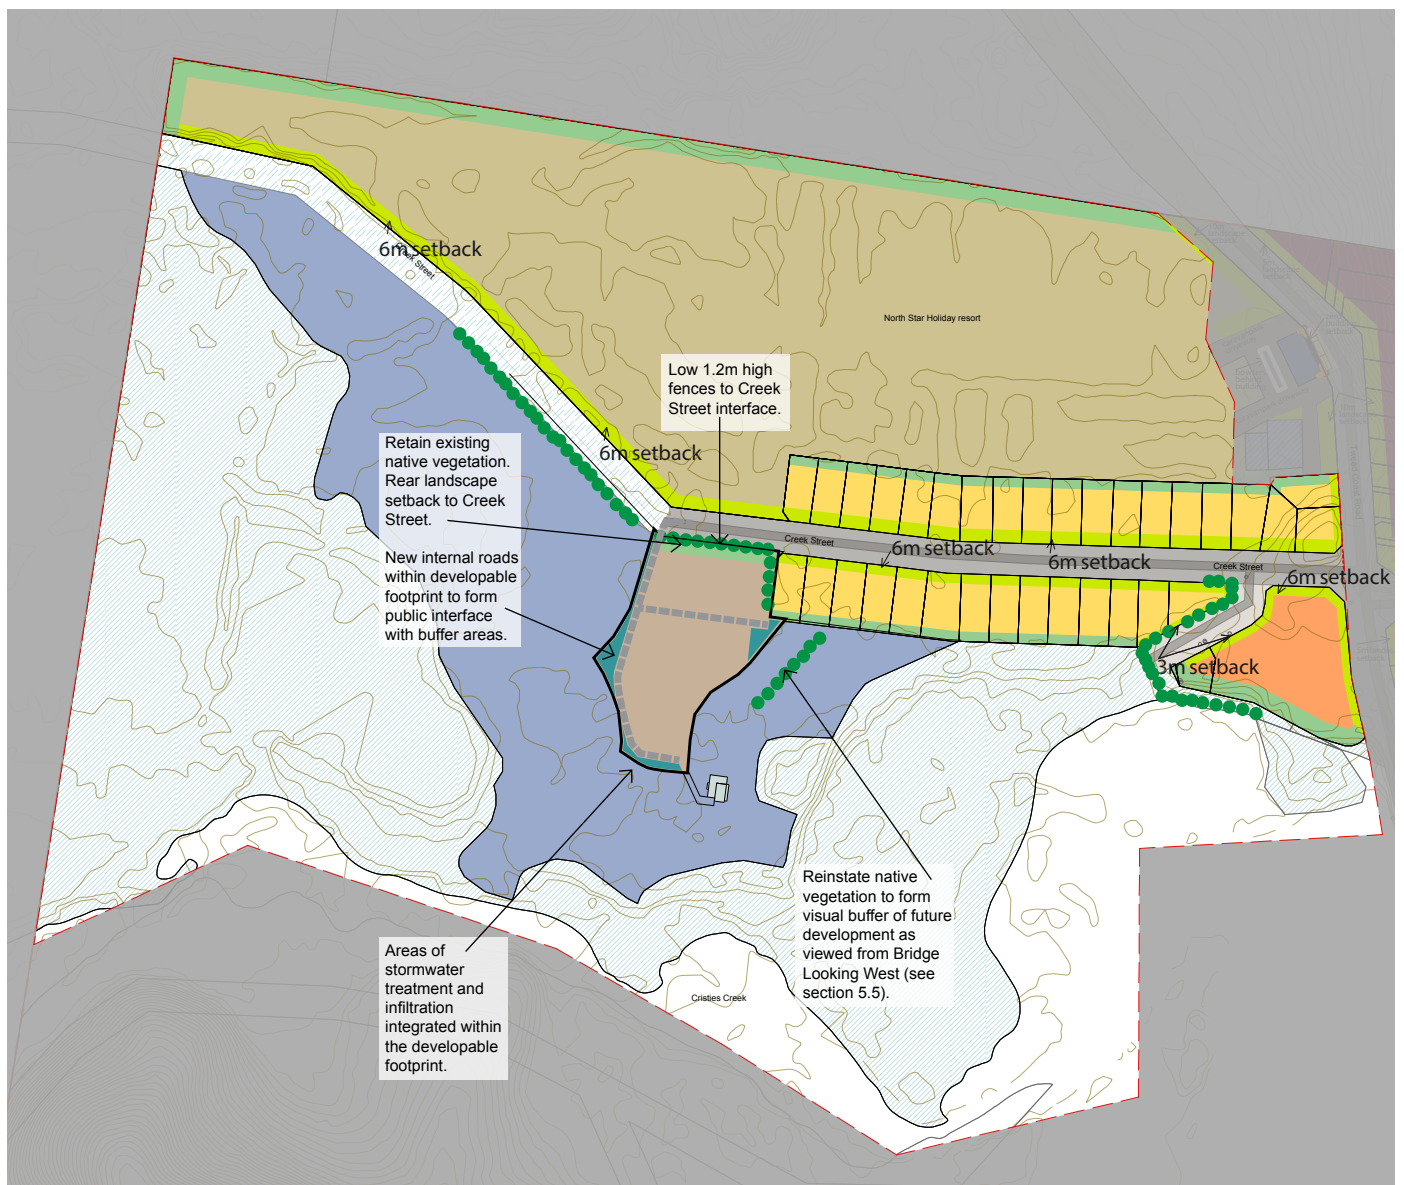 6m setback
Creek Street
North Star Holiday resort
Low 1.2m high
fences to Creek
Street interface.
Retain existing
native vegetation.
Rear landscape
setback to Creek
Street.
6m setback
New internal roads
within developable
footprint to form
public interface
with buffer areas.
Creek Street
6m setback
6m setback
Creek Street
6m setback
3m setback
Reinstate native
vegetation to form
visual buffer of future
development as
viewed from Bridge
Looking West (see
section 5.5).
Areas of
stormwater
treatment and
infiltration
integrated within
the developable
footprint.
Cristies Creek